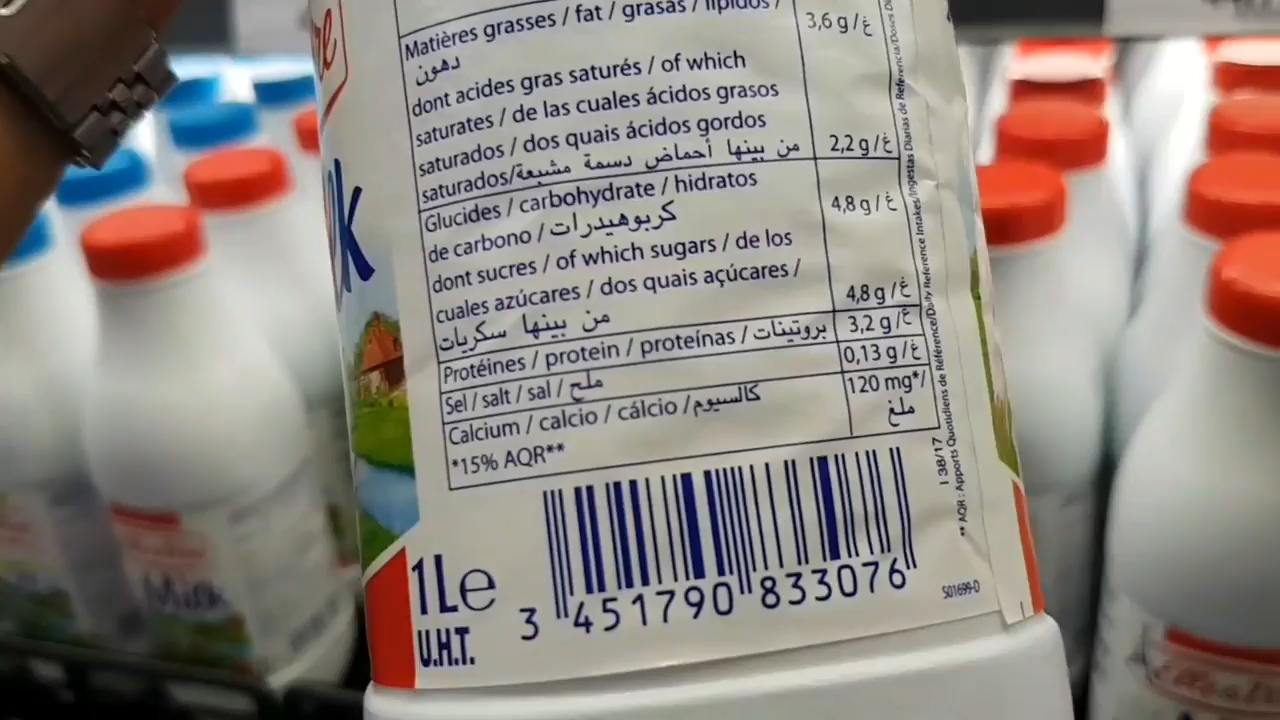 Matières grasses / fat / grasas / lipidos /
دهون
3,6 g/غ
dont acides gras saturés / of which
saturates / de las cuales ácidos grasos
saturados / dos quais ácidos gordos
saturados/من بينها أحماض دسمة مشبعة
2,2 g/غ
Glucides / carbohydrate / hidratos
de carbono / كربوهيدرات
4,8 g/غ
dont sucres / of which sugars / de los
cuales azúcares / dos quais açúcares /
من بينها سكريات
4,8 g/غ
Protéines / protein / proteínas / بروتينات
3,2 g/غ
Sel / salt / sal / ملح
0,13 g/غ
Calcium / calcio / cálcio / كالسيوم
120 mg*/
ملغ
*15% AQR**
** AQR : Apports Quotidiens de Référence/Daily Reference Intakes/Ingestas Diarias de Referencia/Doses
I 38/17
1Le
U.H.T.
3 451790 833076
S01699-0
Milk